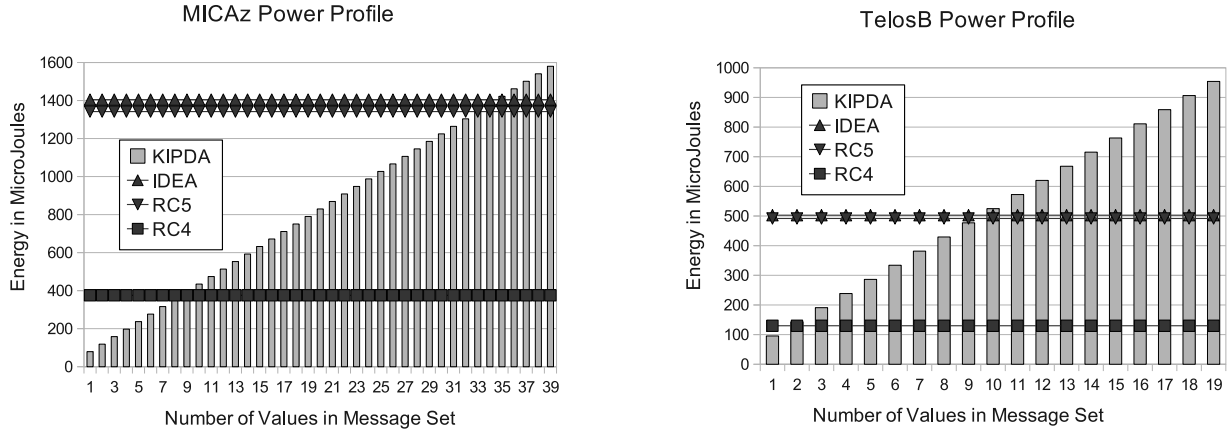 MICAz Power Profile
Energy in MicroJoules
1600
1400
1200
1000
800
600
400
200
0
KIPDA
IDEA
RC5
RC4
1 3 5 7 9 11 13 15 17 19 21 23 25 27 29 31 33 35 37 39
Number of Values in Message Set
TelosB Power Profile
Energy in MicroJoules
1000
900
800
700
600
500
400
300
200
100
0
KIPDA
IDEA
RC5
RC4
1 2 3 4 5 6 7 8 9 10 11 12 13 14 15 16 17 18 19
Number of Values in Message Set